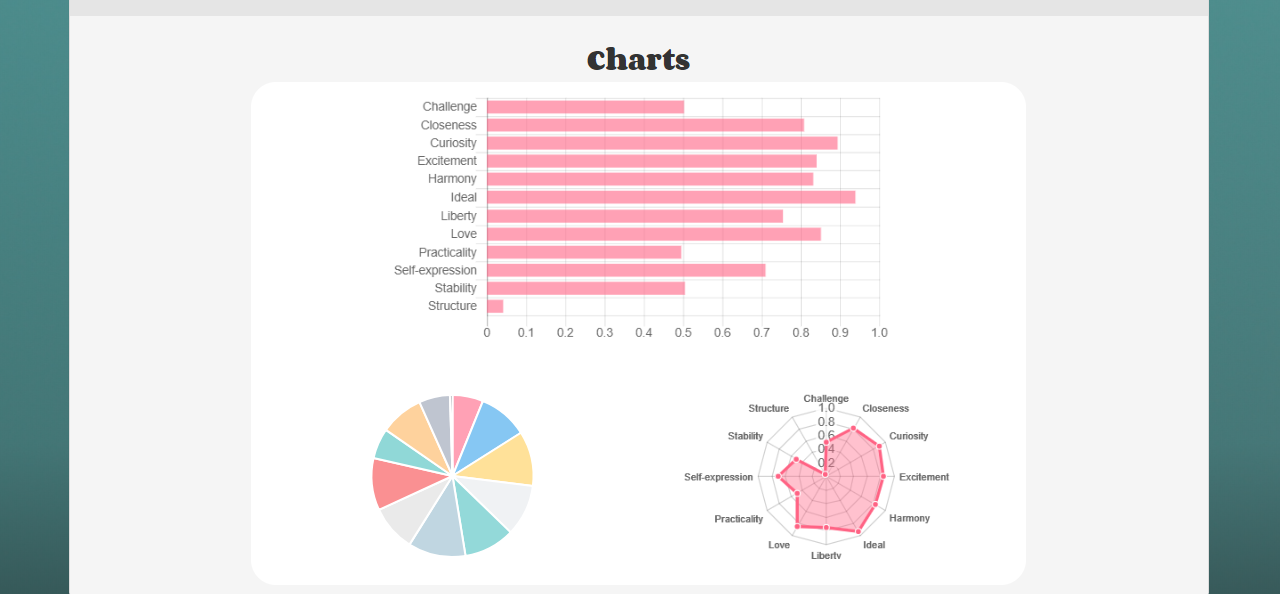 Charts
Challenge
Closeness
Curiosity
Excitement
Harmony
Ideal
Liberty
Love
Practicality
Self-expression
Stability
Structure
0 0.1 0.2 0.3 0.4 0.5 0.6 0.7 0.8 0.9 1.0
Challenge
Structure 1.0 Closeness
0.8
Stability 0.6 Curiosity
0.4
0.2
Self-expression Excitement
Practicality Harmony
Love Ideal
Liberty